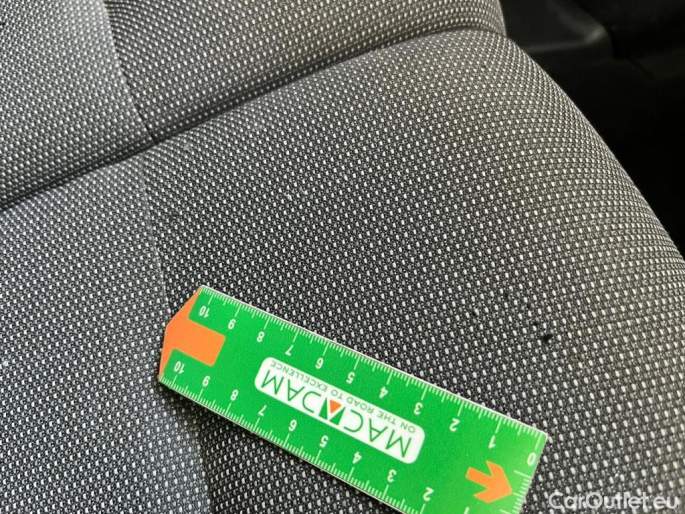 10 9 8 7 6 5 4 3 2 1 0
MACADAM
ON THE ROAD TO EXCELLENCE
10 9 8 7 6 5 4 3 2 1
CarOutlet.eu